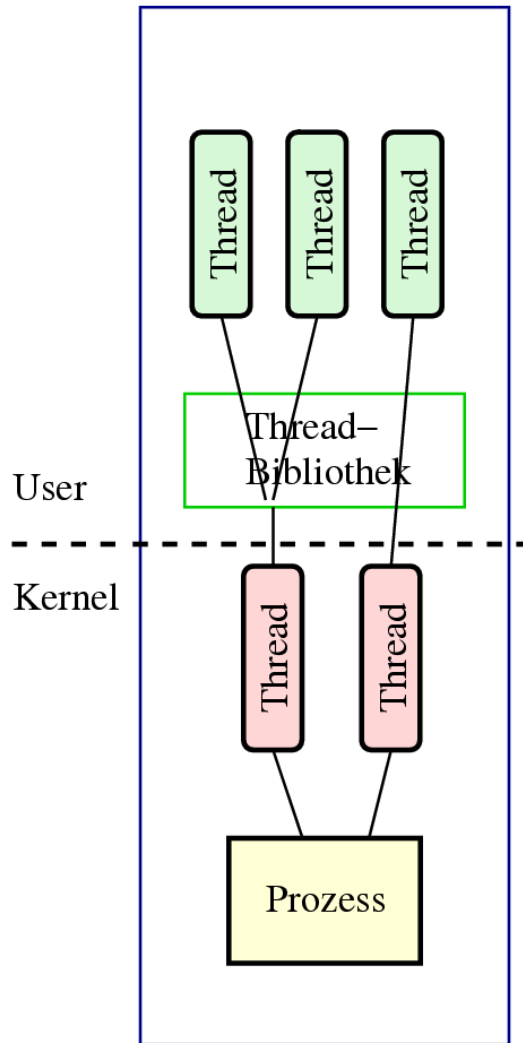 Thread
Thread
Thread
Thread–
Bibliothek
User
Kernel
Thread
Thread
Prozess